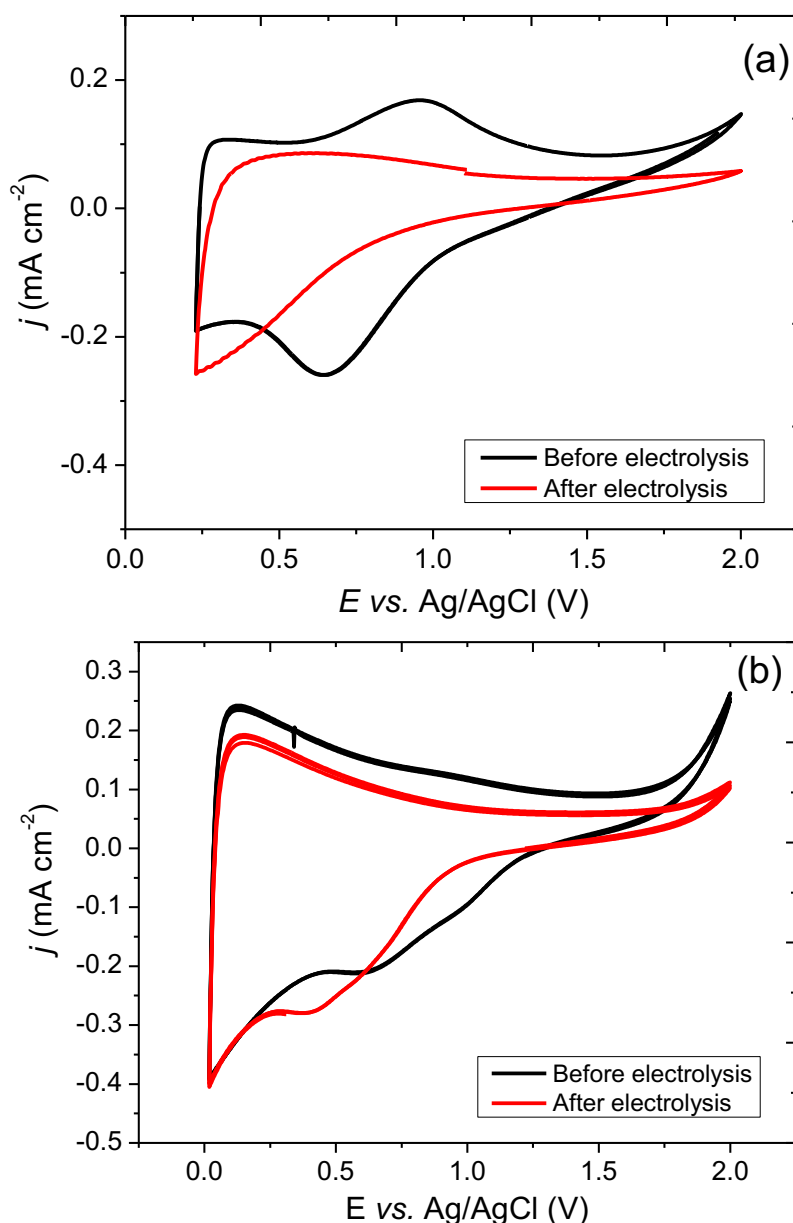 (a)
0.2
0.0
-0.2
-0.4
j (mA cm-2)
Before electrolysis
After electrolysis
0.0 0.5 1.0 1.5 2.0
E vs. Ag/AgCl (V)
(b)
0.3
0.2
0.1
0.0
-0.1
-0.2
-0.3
-0.4
-0.5
j (mA cm-2)
Before electrolysis
After electrolysis
0.0 0.5 1.0 1.5 2.0
E vs. Ag/AgCl (V)